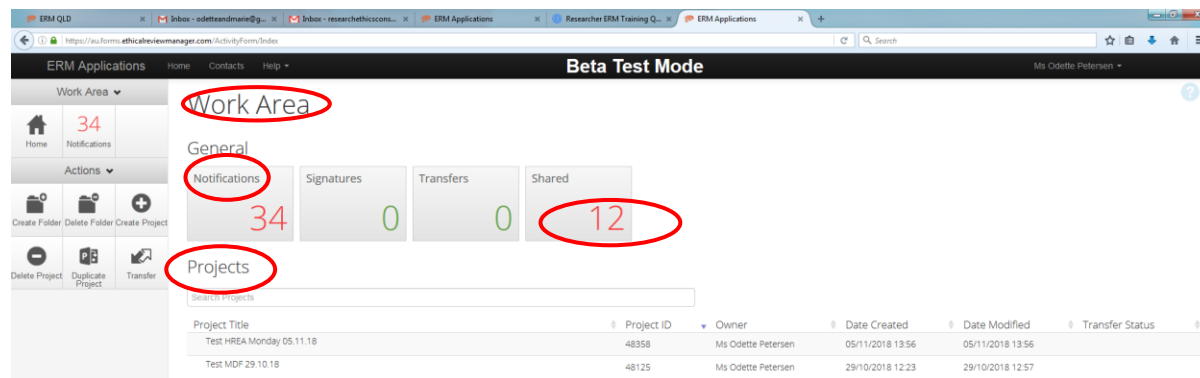 ERM QLD
Inbox - odetteandmarie@g...
Inbox - researchethicscons...
ERM Applications
Researcher ERM Training Q...
ERM Applications
https://au.forms.ethicalreviewmanager.com/ActivityForm/Index
Search
ERM Applications Home Contacts Help
Beta Test Mode
Ms Odette Petersen
Work Area
34
Home Notifications
Actions
Create Folder Delete Folder Create Project
Delete Project Duplicate Project Transfer
Work Area
General
Notifications Signatures Transfers Shared
34 0 0 12
Projects
Search Projects
Project Title Project ID Owner Date Created Date Modified Transfer Status
Test HREA Monday 05.11.18 48358 Ms Odette Petersen 05/11/2018 13:56 05/11/2018 13:56
Test MDF 29.10.18 48125 Ms Odette Petersen 29/10/2018 12:23 29/10/2018 12:57